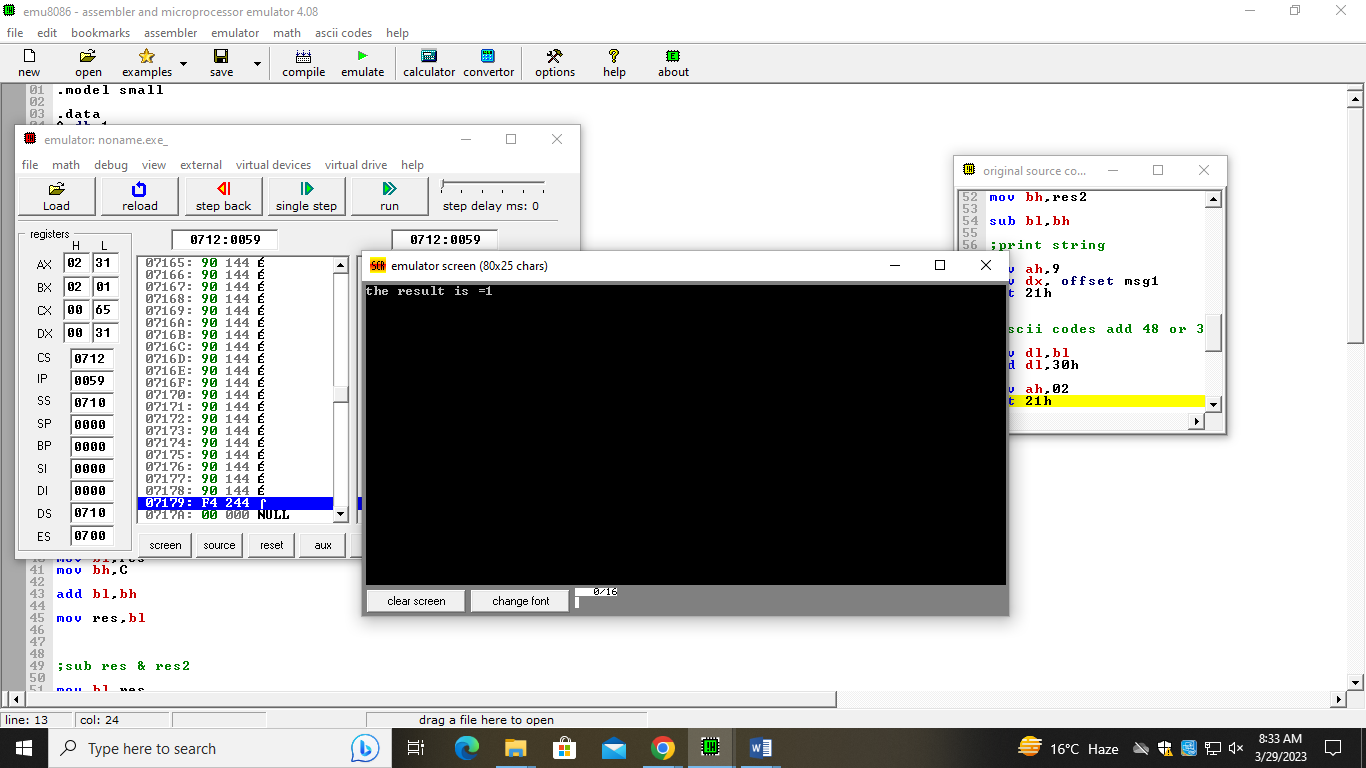 emu8086 - assembler and microprocessor emulator 4.08
file edit bookmarks assembler emulator math ascii codes help
new open examples save compile emulate calculator convertor options help about
01 .model small
02
03 .data
emulator: noname.exe_
file math debug view external virtual devices virtual drive help
Load reload step back single step run step delay ms: 0
registers
H L
AX 02 31
BX 02 01
CX 00 65
DX 00 31
CS 0712
IP 0059
SS 0710
SP 0000
BP 0000
SI 0000
DI 0000
DS 0710
ES 0700
0712:0059 0712:0059
07165: 90 144 É
07166: 90 144 É
07167: 90 144 É
07168: 90 144 É
07169: 90 144 É
0716A: 90 144 É
0716B: 90 144 É
0716C: 90 144 É
0716D: 90 144 É
0716E: 90 144 É
0716F: 90 144 É
07170: 90 144 É
07171: 90 144 É
07172: 90 144 É
07173: 90 144 É
07174: 90 144 É
07175: 90 144 É
07176: 90 144 É
07177: 90 144 É
07178: 90 144 É
07179: F4 244 ⌠
0717A: 00 000 NULL
screen source reset aux
original source co...
52 mov bh,res2
53
54 sub bl,bh
55
56 ;print string
ah,9
dx, offset msg1
21h
ascii codes add 48 or 3
dl,bl
dl,30h
ah,02
21h
SCR emulator screen (80x25 chars)
the result is =1
clear screen change font 0/16
41 mov bh,C
42
43 add bl,bh
44
45 mov res,bl
46
47
48
49 ;sub res & res2
50
51 mov bl,res
line: 13 col: 24 drag a file here to open
Type here to search
16°C Haze
8:33 AM
3/29/2023